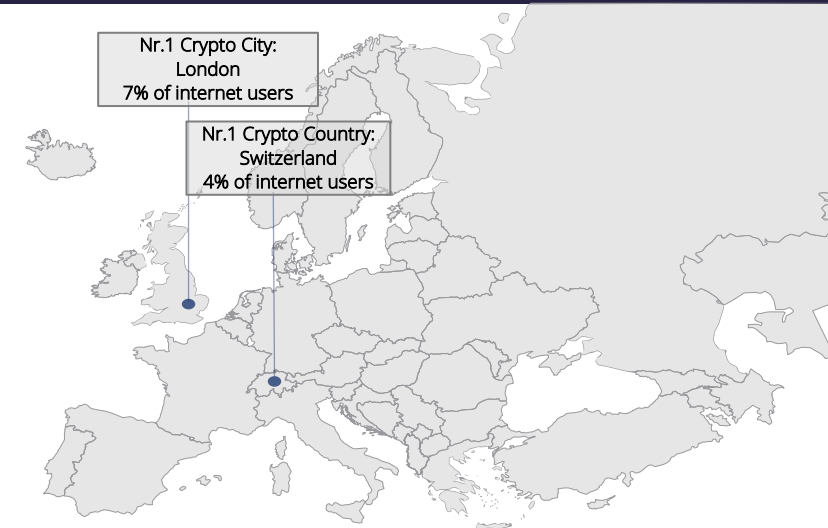 Nr.1 Crypto City:
London
7% of internet users
Nr.1 Crypto Country:
Switzerland
4% of internet users